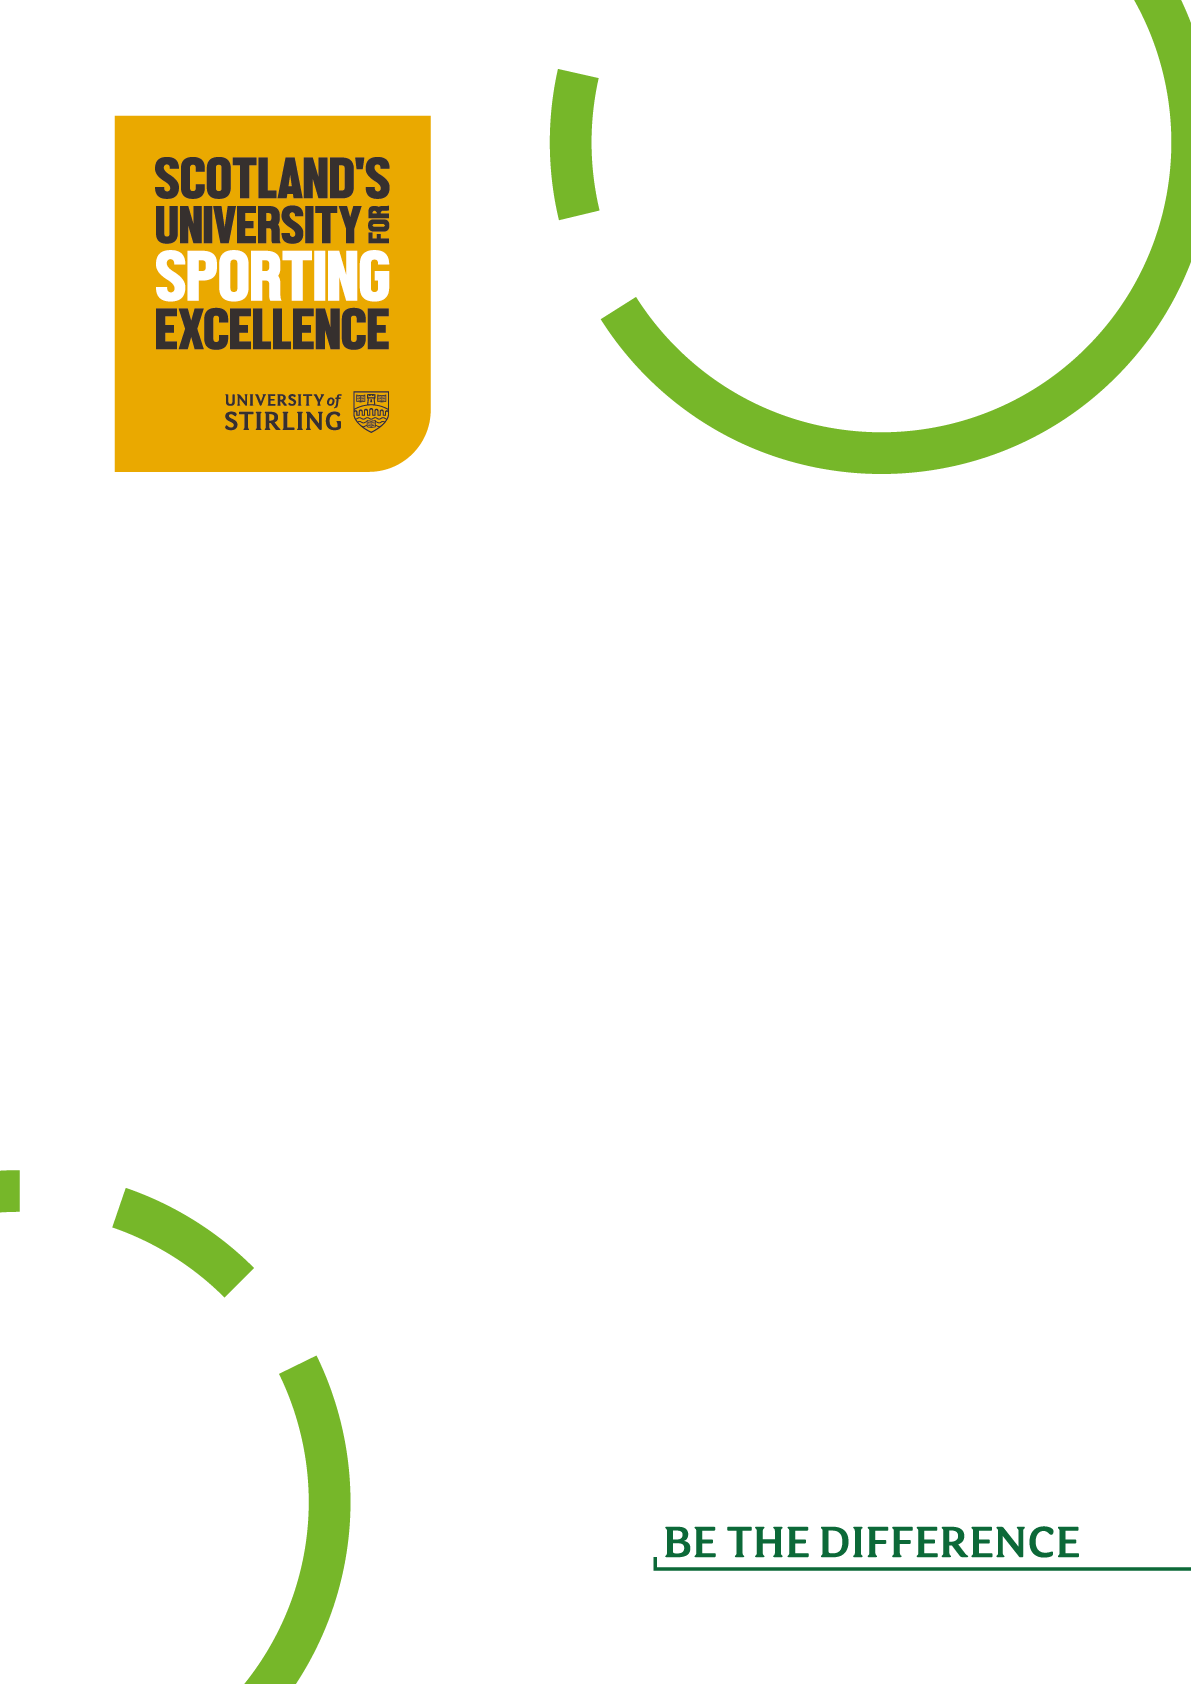 SCOTLAND'S
UNIVERSITY FOR
SPORTING
EXCELLENCE
UNIVERSITY of
STIRLING
BE THE DIFFERENCE